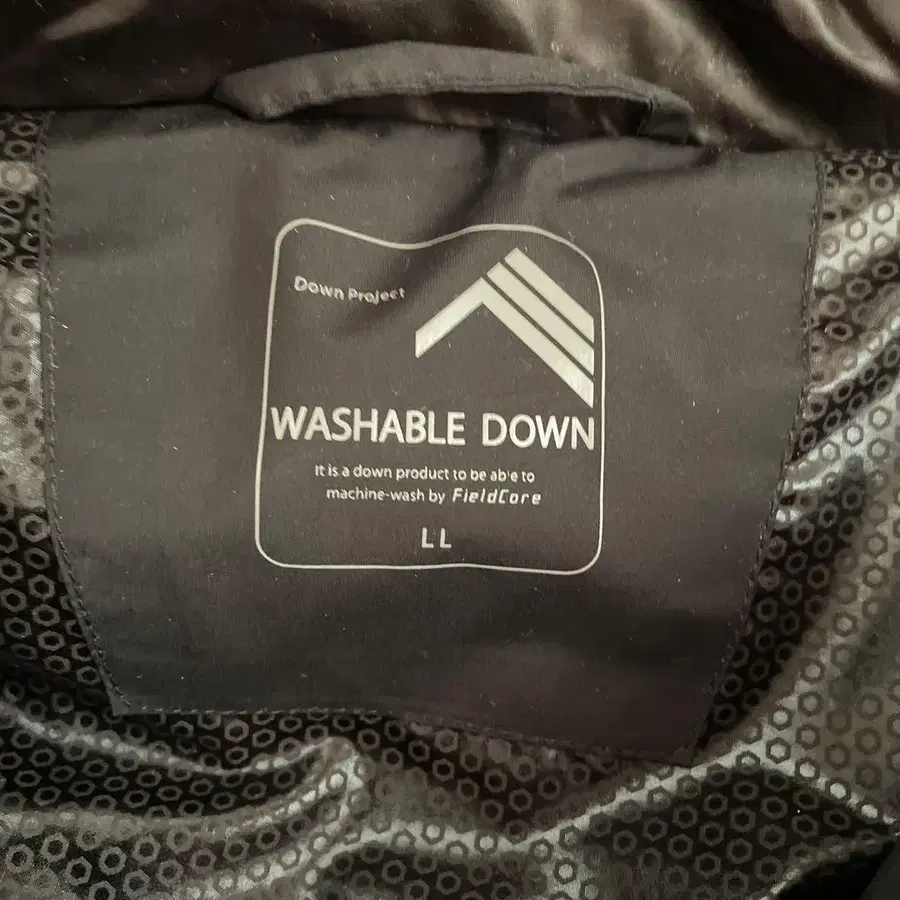 Down Project
WASHABLE DOWN
It is a down product to be able to
machine-wash by FieldCore
LL